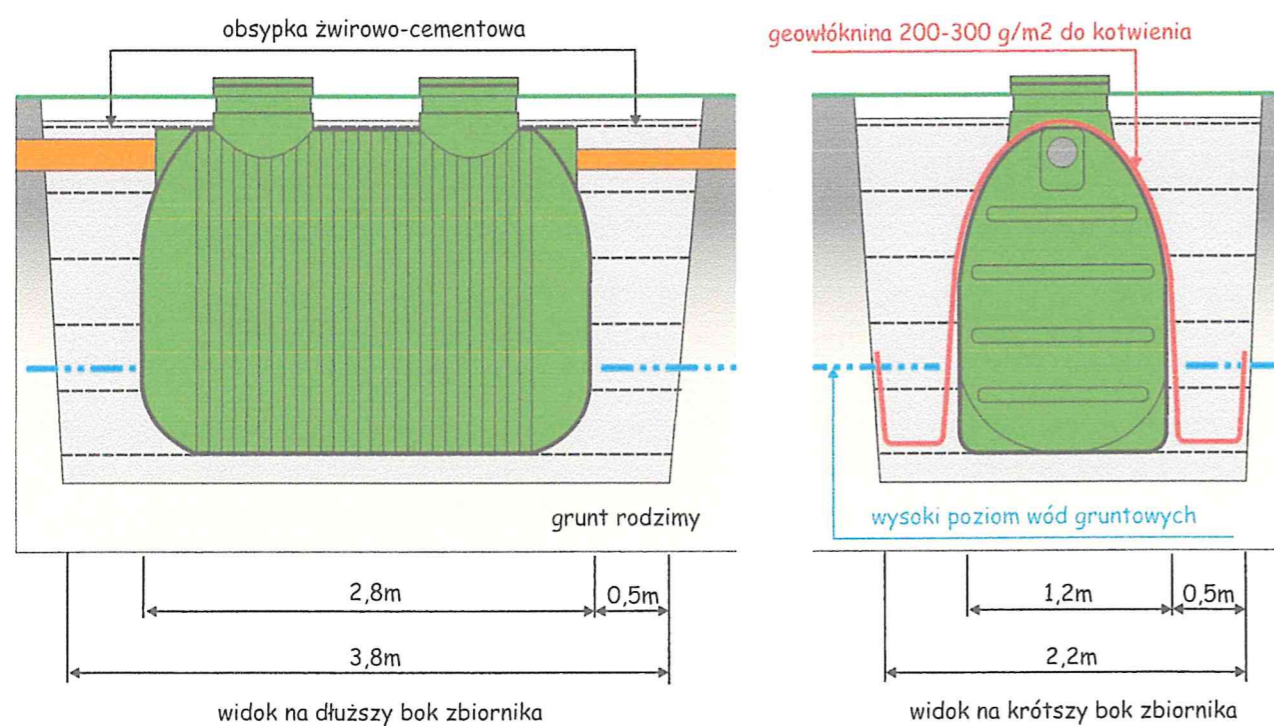 obsypka żwirowo-cementowa
geowłóknina 200-300 g/m2 do kotwienia
grunt rodzimy
wysoki poziom wód gruntowych
2,8m
0,5m
3,8m
1,2m
0,5m
2,2m
widok na dłuższy bok zbiornika
widok na krótszy bok zbiornika